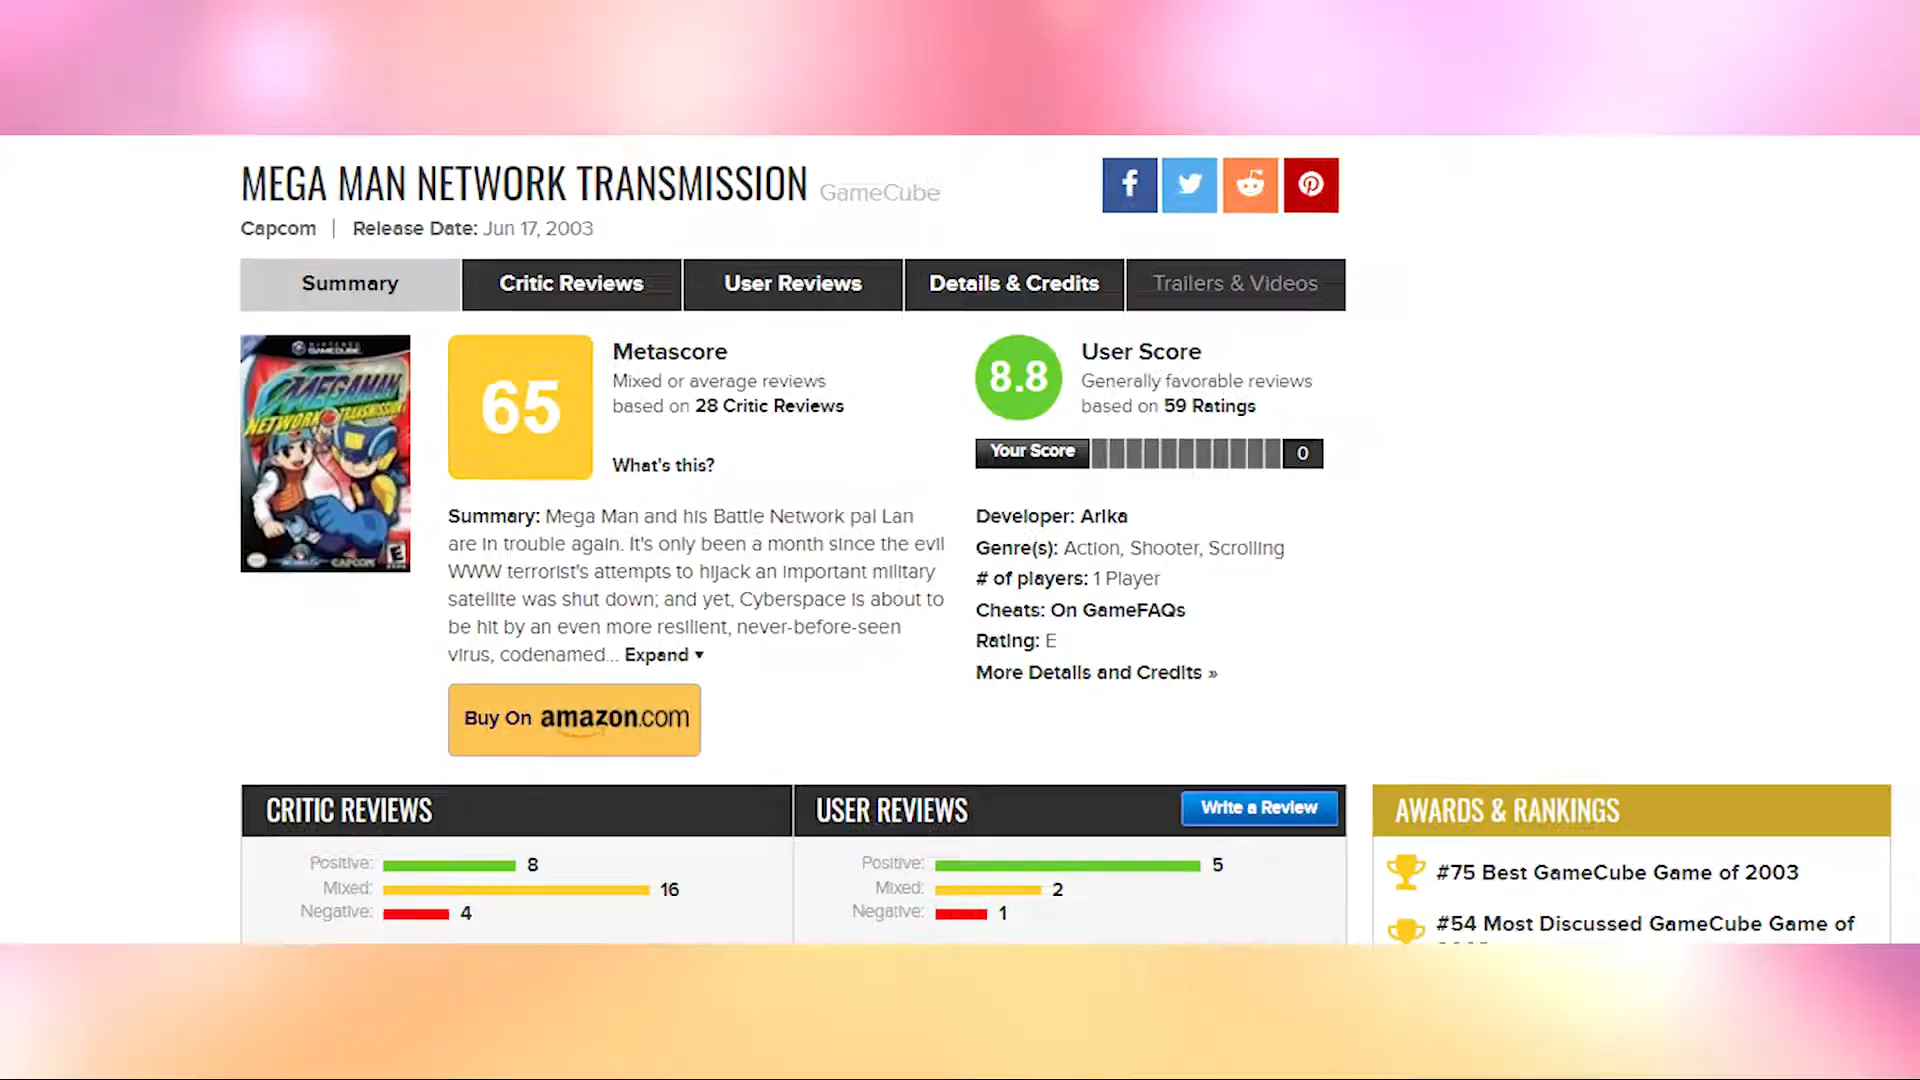 MEGA MAN NETWORK TRANSMISSION GameCube
Capcom | Release Date: Jun 17, 2003
Summary
Critic Reviews
User Reviews
Details & Credits
Trailers & Videos
GAMECUBE
MEGAMAN
NETWORK TRANSMISSION
CAPCOM
E
65
Metascore
Mixed or average reviews
based on 28 Critic Reviews
What's this?
8.8
User Score
Generally favorable reviews
based on 59 Ratings
Your Score
0
Summary: Mega Man and his Battle Network pal Lan
are in trouble again. It's only been a month since the evil
WWW terrorist's attempts to hijack an important military
satellite was shut down; and yet, Cyberspace is about to
be hit by an even more resilient, never-before-seen
virus, codenamed... Expand ▾
Buy On amazon.com
Developer: Arika
Genre(s): Action, Shooter, Scrolling
# of players: 1 Player
Cheats: On GameFAQs
Rating: E
More Details and Credits »
CRITIC REVIEWS
Positive: 8
Mixed: 16
Negative: 4
USER REVIEWS
Write a Review
Positive: 5
Mixed: 2
Negative: 1
AWARDS & RANKINGS
#75 Best GameCube Game of 2003
#54 Most Discussed GameCube Game of